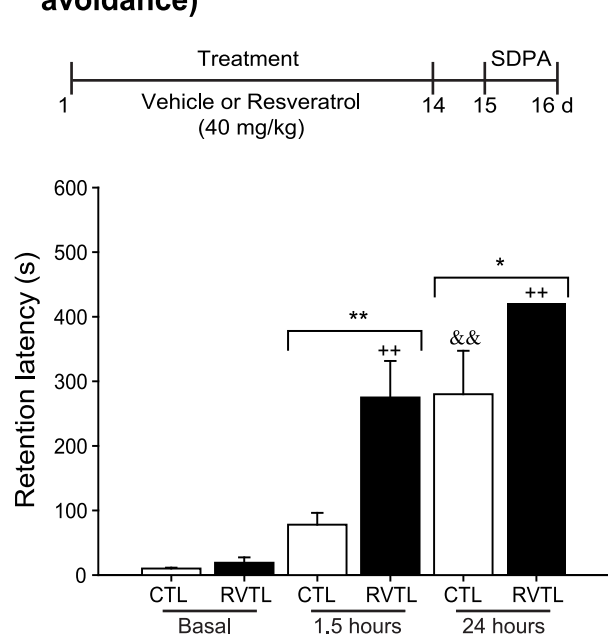 avoidance)
Treatment
SDPA
1
Vehicle or Resveratrol
14
15
16 d
(40 mg/kg)
Retention latency (s)
600
500
400
300
200
100
0
*
++
**
&&
++
CTL RVTL CTL RVTL CTL RVTL
Basal 1,5 hours 24 hours